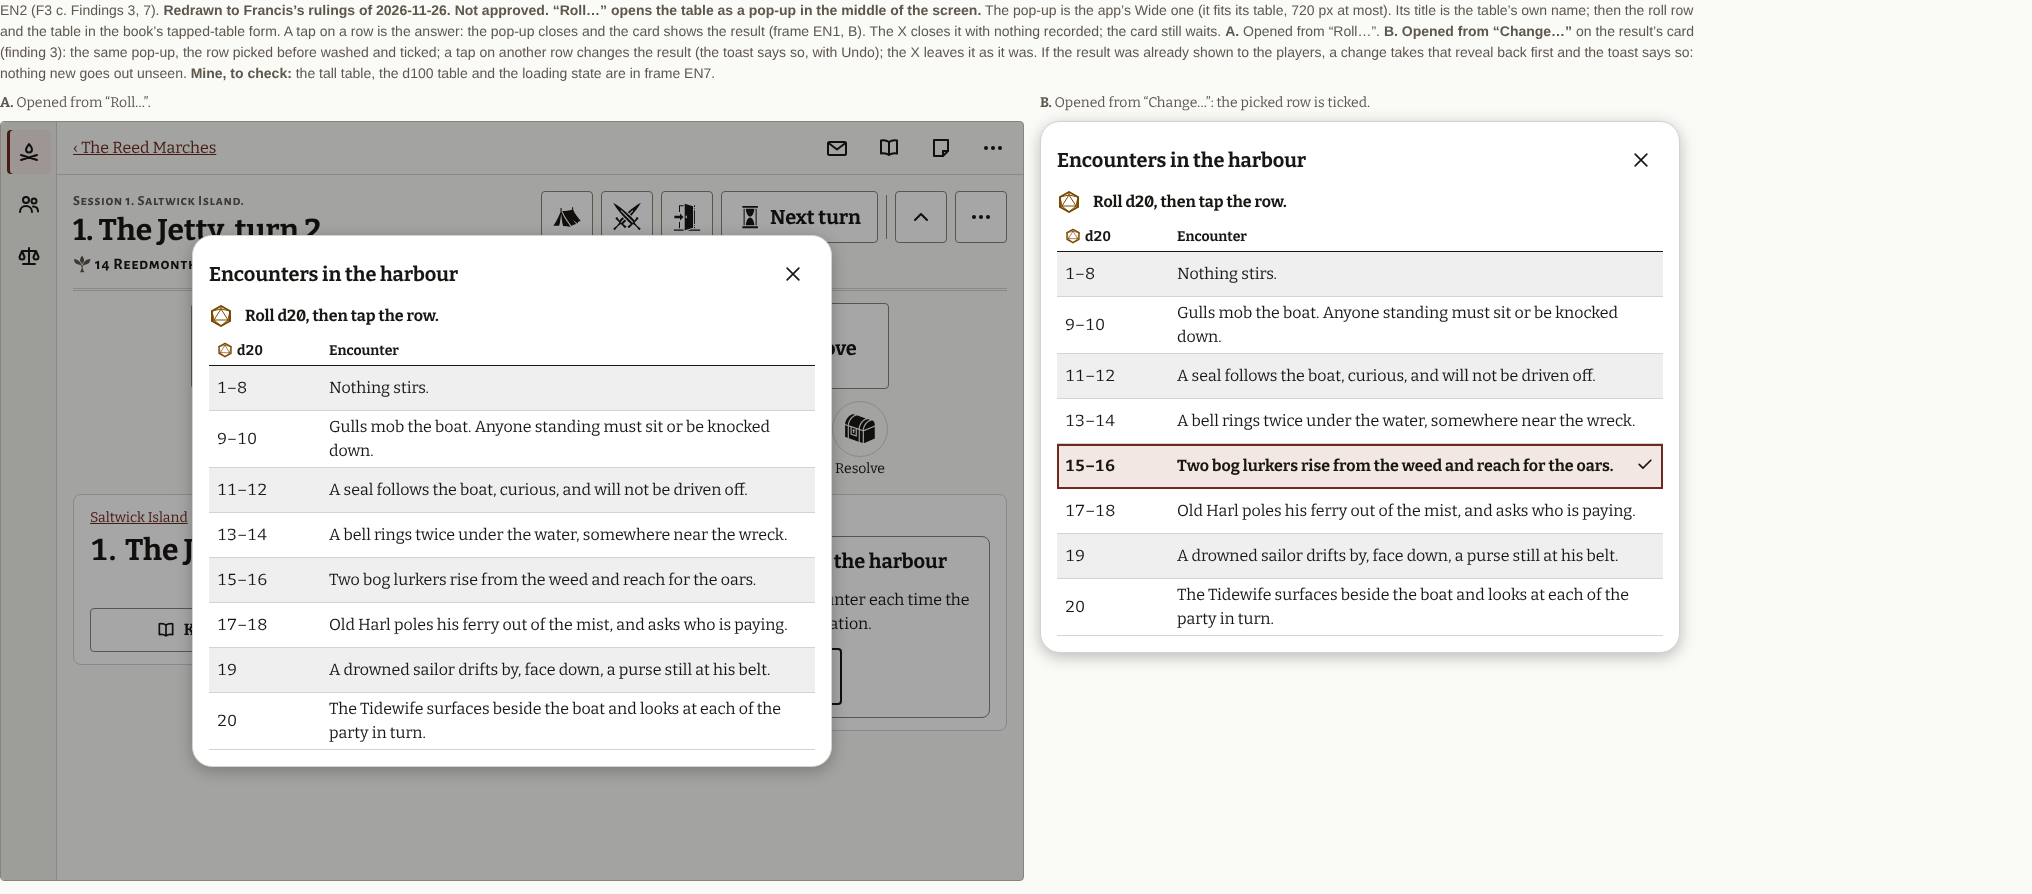 EN2 (F3 c. Findings 3, 7). Redrawn to Francis’s rulings of 2026-11-26. Not approved. “Roll…” opens the table as a pop-up in the middle of the screen. The pop-up is the app’s Wide one (it fits its table, 720 px at most). Its title is the table’s own name; then the roll row
and the table in the book’s tapped-table form. A tap on a row is the answer: the pop-up closes and the card shows the result (frame EN1, B). The X closes it with nothing recorded; the card still waits. A. Opened from “Roll…”. B. Opened from “Change…” on the result’s card
(finding 3): the same pop-up, the row picked before washed and ticked; a tap on another row changes the result (the toast says so, with Undo); the X leaves it as it was. If the result was already shown to the players, a change takes that reveal back first and the toast says so:
nothing new goes out unseen. Mine, to check: the tall table, the d100 table and the loading state are in frame EN7.
A. Opened from “Roll…”.
‹ The Reed Marches
Session 1. Saltwick Island.
1. The Jetty, turn 2
Next turn
14 Reedmonth
ove
Resolve
Saltwick Island
1. The J
K
the harbour
nter each time the
ation.
Encounters in the harbour
Roll d20, then tap the row.
d20 Encounter
1–8 Nothing stirs.
9–10 Gulls mob the boat. Anyone standing must sit or be knocked
down.
11–12 A seal follows the boat, curious, and will not be driven off.
13–14 A bell rings twice under the water, somewhere near the wreck.
15–16 Two bog lurkers rise from the weed and reach for the oars.
17–18 Old Harl poles his ferry out of the mist, and asks who is paying.
19 A drowned sailor drifts by, face down, a purse still at his belt.
20 The Tidewife surfaces beside the boat and looks at each of the
party in turn.
B. Opened from “Change…”: the picked row is ticked.
Encounters in the harbour
Roll d20, then tap the row.
d20 Encounter
1–8 Nothing stirs.
9–10 Gulls mob the boat. Anyone standing must sit or be knocked
down.
11–12 A seal follows the boat, curious, and will not be driven off.
13–14 A bell rings twice under the water, somewhere near the wreck.
15–16 Two bog lurkers rise from the weed and reach for the oars.
17–18 Old Harl poles his ferry out of the mist, and asks who is paying.
19 A drowned sailor drifts by, face down, a purse still at his belt.
20 The Tidewife surfaces beside the boat and looks at each of the
party in turn.